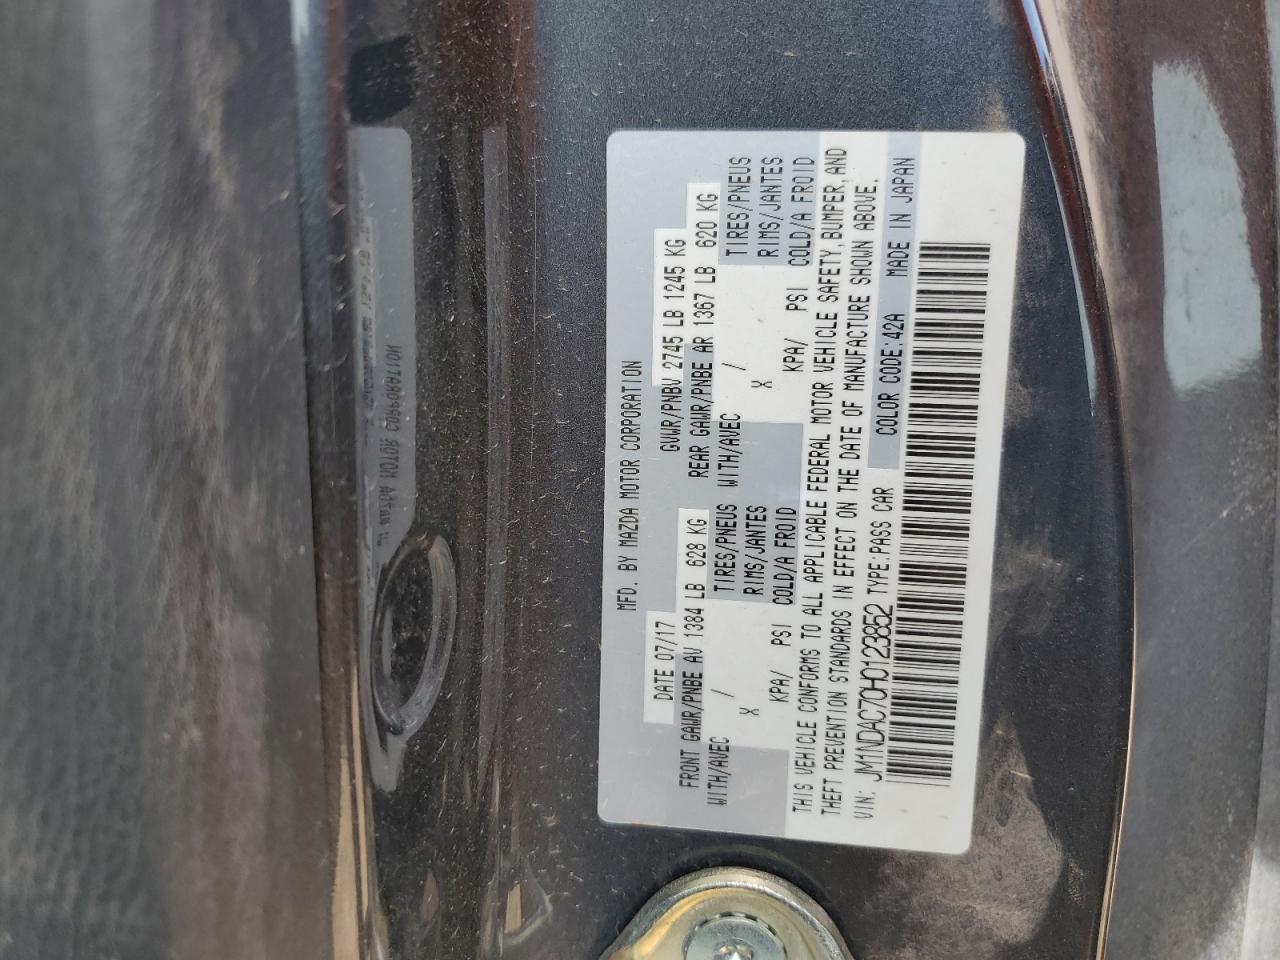 MFD. BY MAZDA MOTOR CORPORATION
DATE 07/17 GVWR/PNBV 2745 LB 1245 KG
FRONT GAWR/PNBE AV 1384 LB 628 KG REAR GAWR/PNBE AR 1367 LB 620 KG
WITH/AVEC / TIRES/PNEUS WITH/AVEC / TIRES/PNEUS
X RIMS/JANTES X RIMS/JANTES
KPA/ PSI COLD/A FROID KPA/ PSI COLD/A FROID
THIS VEHICLE CONFORMS TO ALL APPLICABLE FEDERAL MOTOR VEHICLE SAFETY, BUMPER, AND
THEFT PREVENTION STANDARDS IN EFFECT ON THE DATE OF MANUFACTURE SHOWN ABOVE.
VIN: JM1NDAC70H0123852 TYPE: PASS CAR COLOR CODE: 42A MADE IN JAPAN